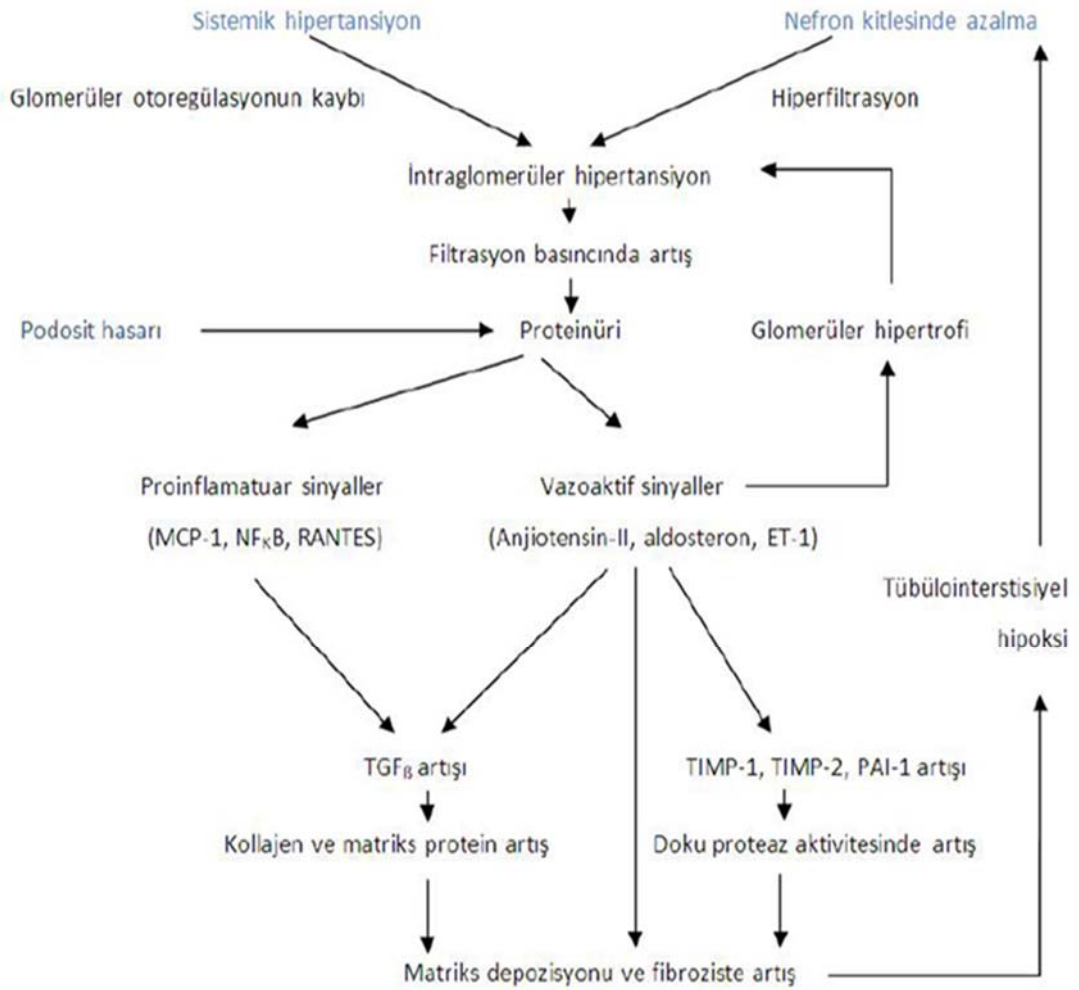 Sistemik hipertansiyon
Nefron kitlesinde azalma
Glomerüler otoregülasyonun kaybı
Hiperfiltrasyon
İntraglomerüler hipertansiyon
Filtrasyon basıncında artış
Podosit hasarı
Proteinüri
Glomerüler hipertrofi
Proinflamatuar sinyaller
(MCP-1, NFκB, RANTES)
Vazoaktif sinyaller
(Anjiotensin-II, aldosteron, ET-1)
Tübülointerstisiyel
hipoksi
TGFβ artışı
TIMP-1, TIMP-2, PAI-1 artışı
Kollajen ve matriks protein artış
Doku proteaz aktivitesinde artış
Matriks depozisyonu ve fibroziste artış